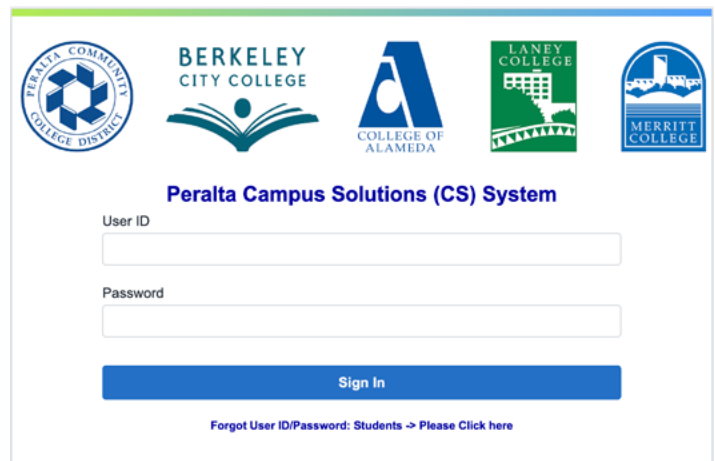 PERALTA COMMUNITY COLLEGE DISTRICT
BERKELEY
CITY COLLEGE
COLLEGE OF
ALAMEDA
LANEY
COLLEGE
MERRITT
COLLEGE
Peralta Campus Solutions (CS) System
User ID
Password
Sign In
Forgot User ID/Password: Students -> Please Click here